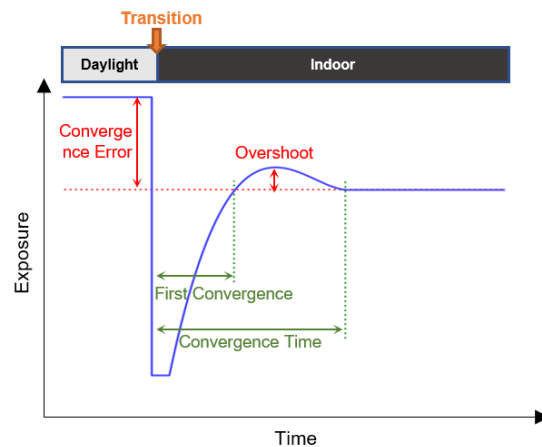 Transition
Daylight
Indoor
Converge
nce Error
Overshoot
First Convergence
Convergence Time
Exposure
Time